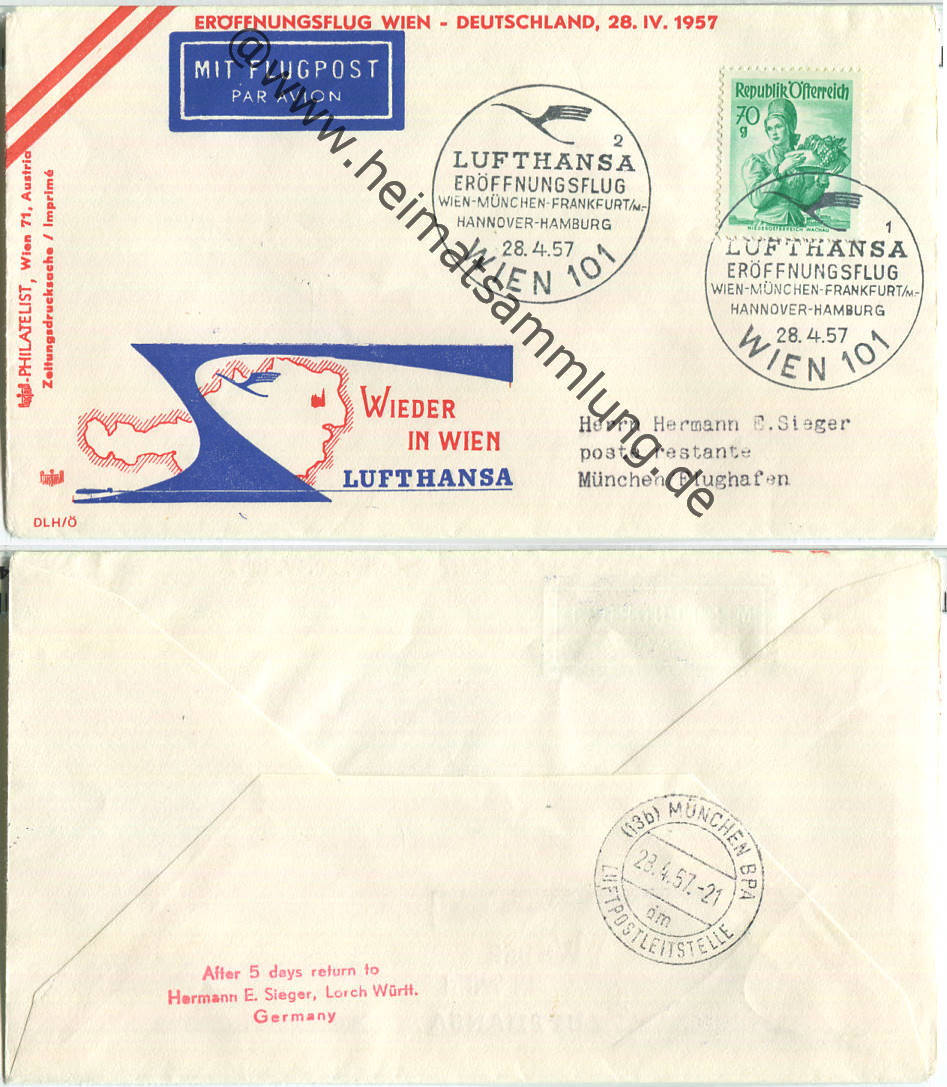 ERÖFFNUNGSFLUG WIEN - DEUTSCHLAND, 28. IV. 1957
MIT FLUGPOST
PAR AVION
@www.heimatsammlung.de
-PHILATELIST, Wien 71, Austria
Zeitungsdrucksache / Imprimé
2
LUFTHANSA
ERÖFFNUNGSFLUG
WIEN-MÜNCHEN-FRANKFURT/M.-
HANNOVER-HAMBURG
28.4.57
WIEN 101
Republik Österreich
70
g
NIEDERÖSTERREICH WACHAU
1
LUFTHANSA
ERÖFFNUNGSFLUG
WIEN-MÜNCHEN-FRANKFURT/M.-
HANNOVER-HAMBURG
28.4.57
WIEN 101
WIEDER
IN WIEN
LUFTHANSA
DLH/Ö
Herrn Hermann E.Sieger
poste restante
München Flughafen
(13b) MÜNCHEN BPA
28.4.57.-21
dm
LUFTPOSTLEITSTELLE
After 5 days return to
Hermann E. Sieger, Lorch Württ.
Germany